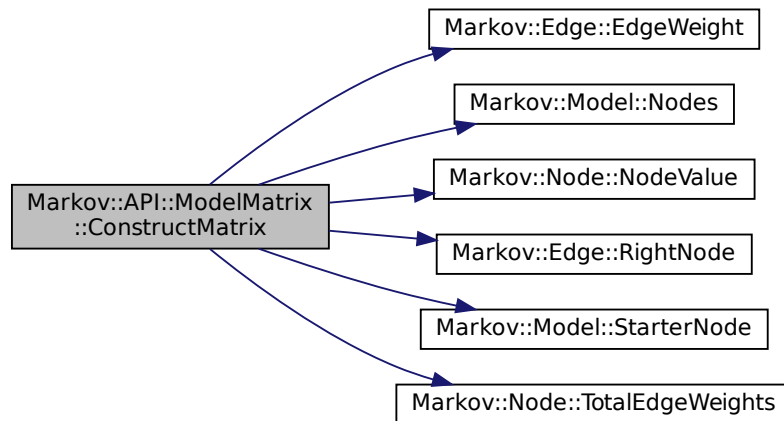 Markov::Edge::EdgeWeight
Markov::Model::Nodes
Markov::API::ModelMatrix
::ConstructMatrix
Markov::Node::NodeValue
Markov::Edge::RightNode
Markov::Model::StarterNode
Markov::Node::TotalEdgeWeights